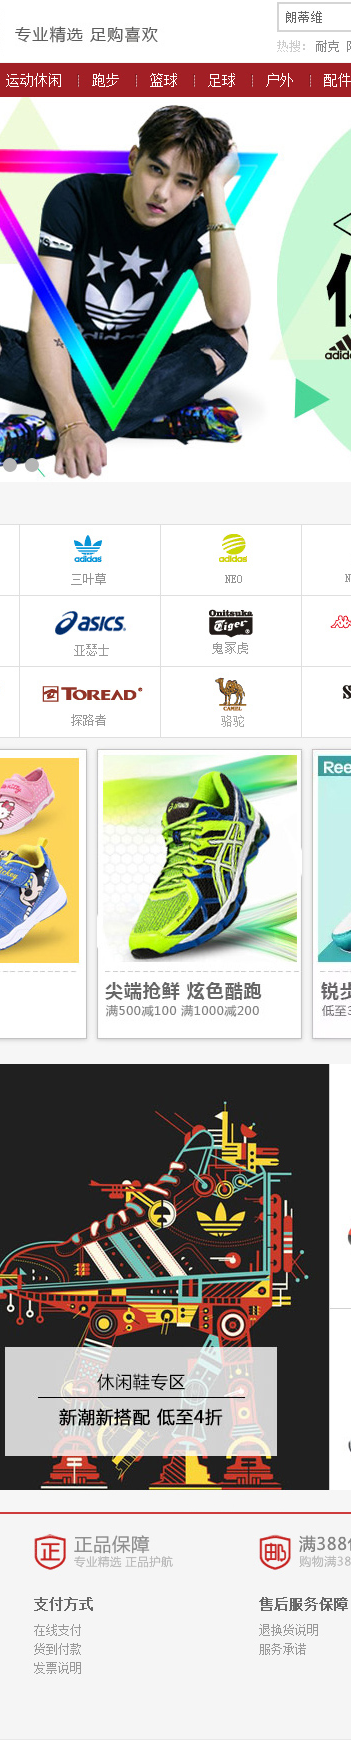 朗蒂维
专业精选 足购喜欢
热搜: 耐克
运动休闲 跑步 篮球 足球 户外 配件
adidas
adidas
adidas
三叶草
adidas
NEO
N
asics
亚瑟士
Onitsuka
Tiger
鬼冢虎
TOREAD
探路者
CAMEL
骆驼
S
Ree
尖端抢鲜 炫色酷跑
满500减100 满1000减200
锐步
低至3
adidas
休闲鞋专区
新潮新搭配 低至4折
正 正品保障
专业精选 正品护航
邮 满388
购物满38
支付方式
在线支付
货到付款
发票说明
售后服务保障
退换货说明
服务承诺